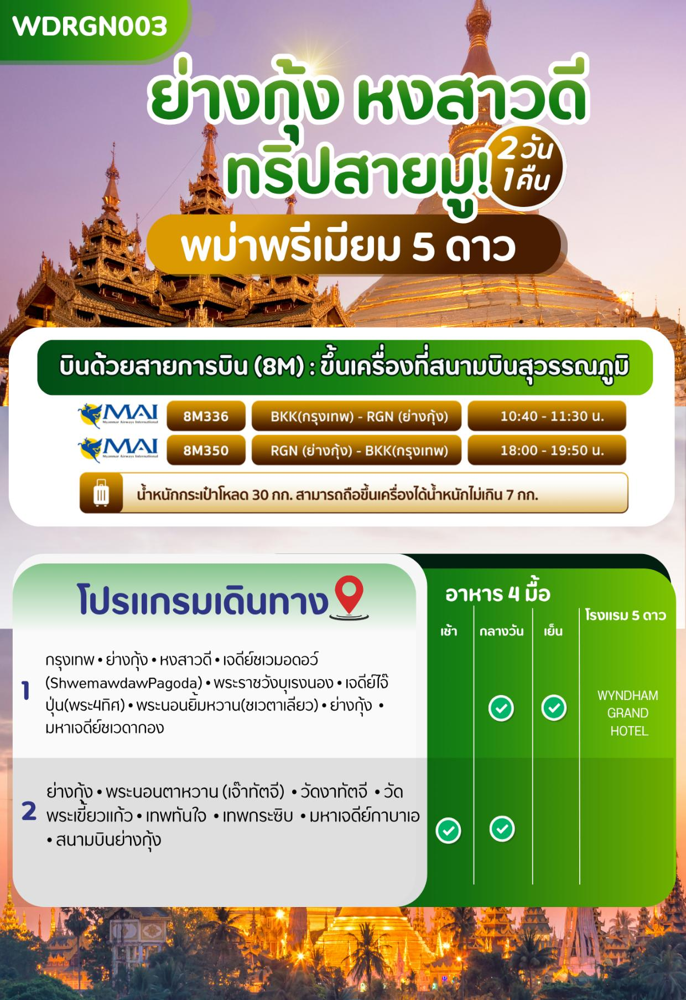 WDRGN003
ย่างกุ้ง หงสาวดี
ทริปสายมู!
2 วัน
1 คืน
พม่าพรีเมียม 5 ดาว
บินด้วยสายการบิน (8M) : ขึ้นเครื่องที่สนามบินสุวรรณภูมิ
MAI
Myanmar Airways International
8M336
BKK(กรุงเทพ) - RGN (ย่างกุ้ง)
10:40 - 11:30 น.
MAI
Myanmar Airways International
8M350
RGN (ย่างกุ้ง) - BKK(กรุงเทพ)
18:00 - 19:50 น.
น้ำหนักกระเป๋าโหลด 30 กก. สามารถถือขึ้นเครื่องได้น้ำหนักไม่เกิน 7 กก.
โปรแกรมเดินทาง
อาหาร 4 มื้อ
เช้า
กลางวัน
เย็น
โรงแรม 5 ดาว
1
กรุงเทพ • ย่างกุ้ง • หงสาวดี • เจดีย์ชเวมอดอว์
(ShwemawdawPagoda) • พระราชวังบุเรงนอง • เจดีย์ไจ๊
ปุ่น(พระ4ทิศ) • พระนอนยิ้มหวาน(ชเวตาเลียว) • ย่างกุ้ง •
มหาเจดีย์ชเวดากอง
WYNDHAM
GRAND
HOTEL
2
ย่างกุ้ง • พระนอนตาหวาน (เจ๊าทัตจี) • วัดงาทัตจี • วัด
พระเขี้ยวแก้ว • เทพทันใจ • เทพกระซิบ • มหาเจดีย์กาบาเอ
• สนามบินย่างกุ้ง